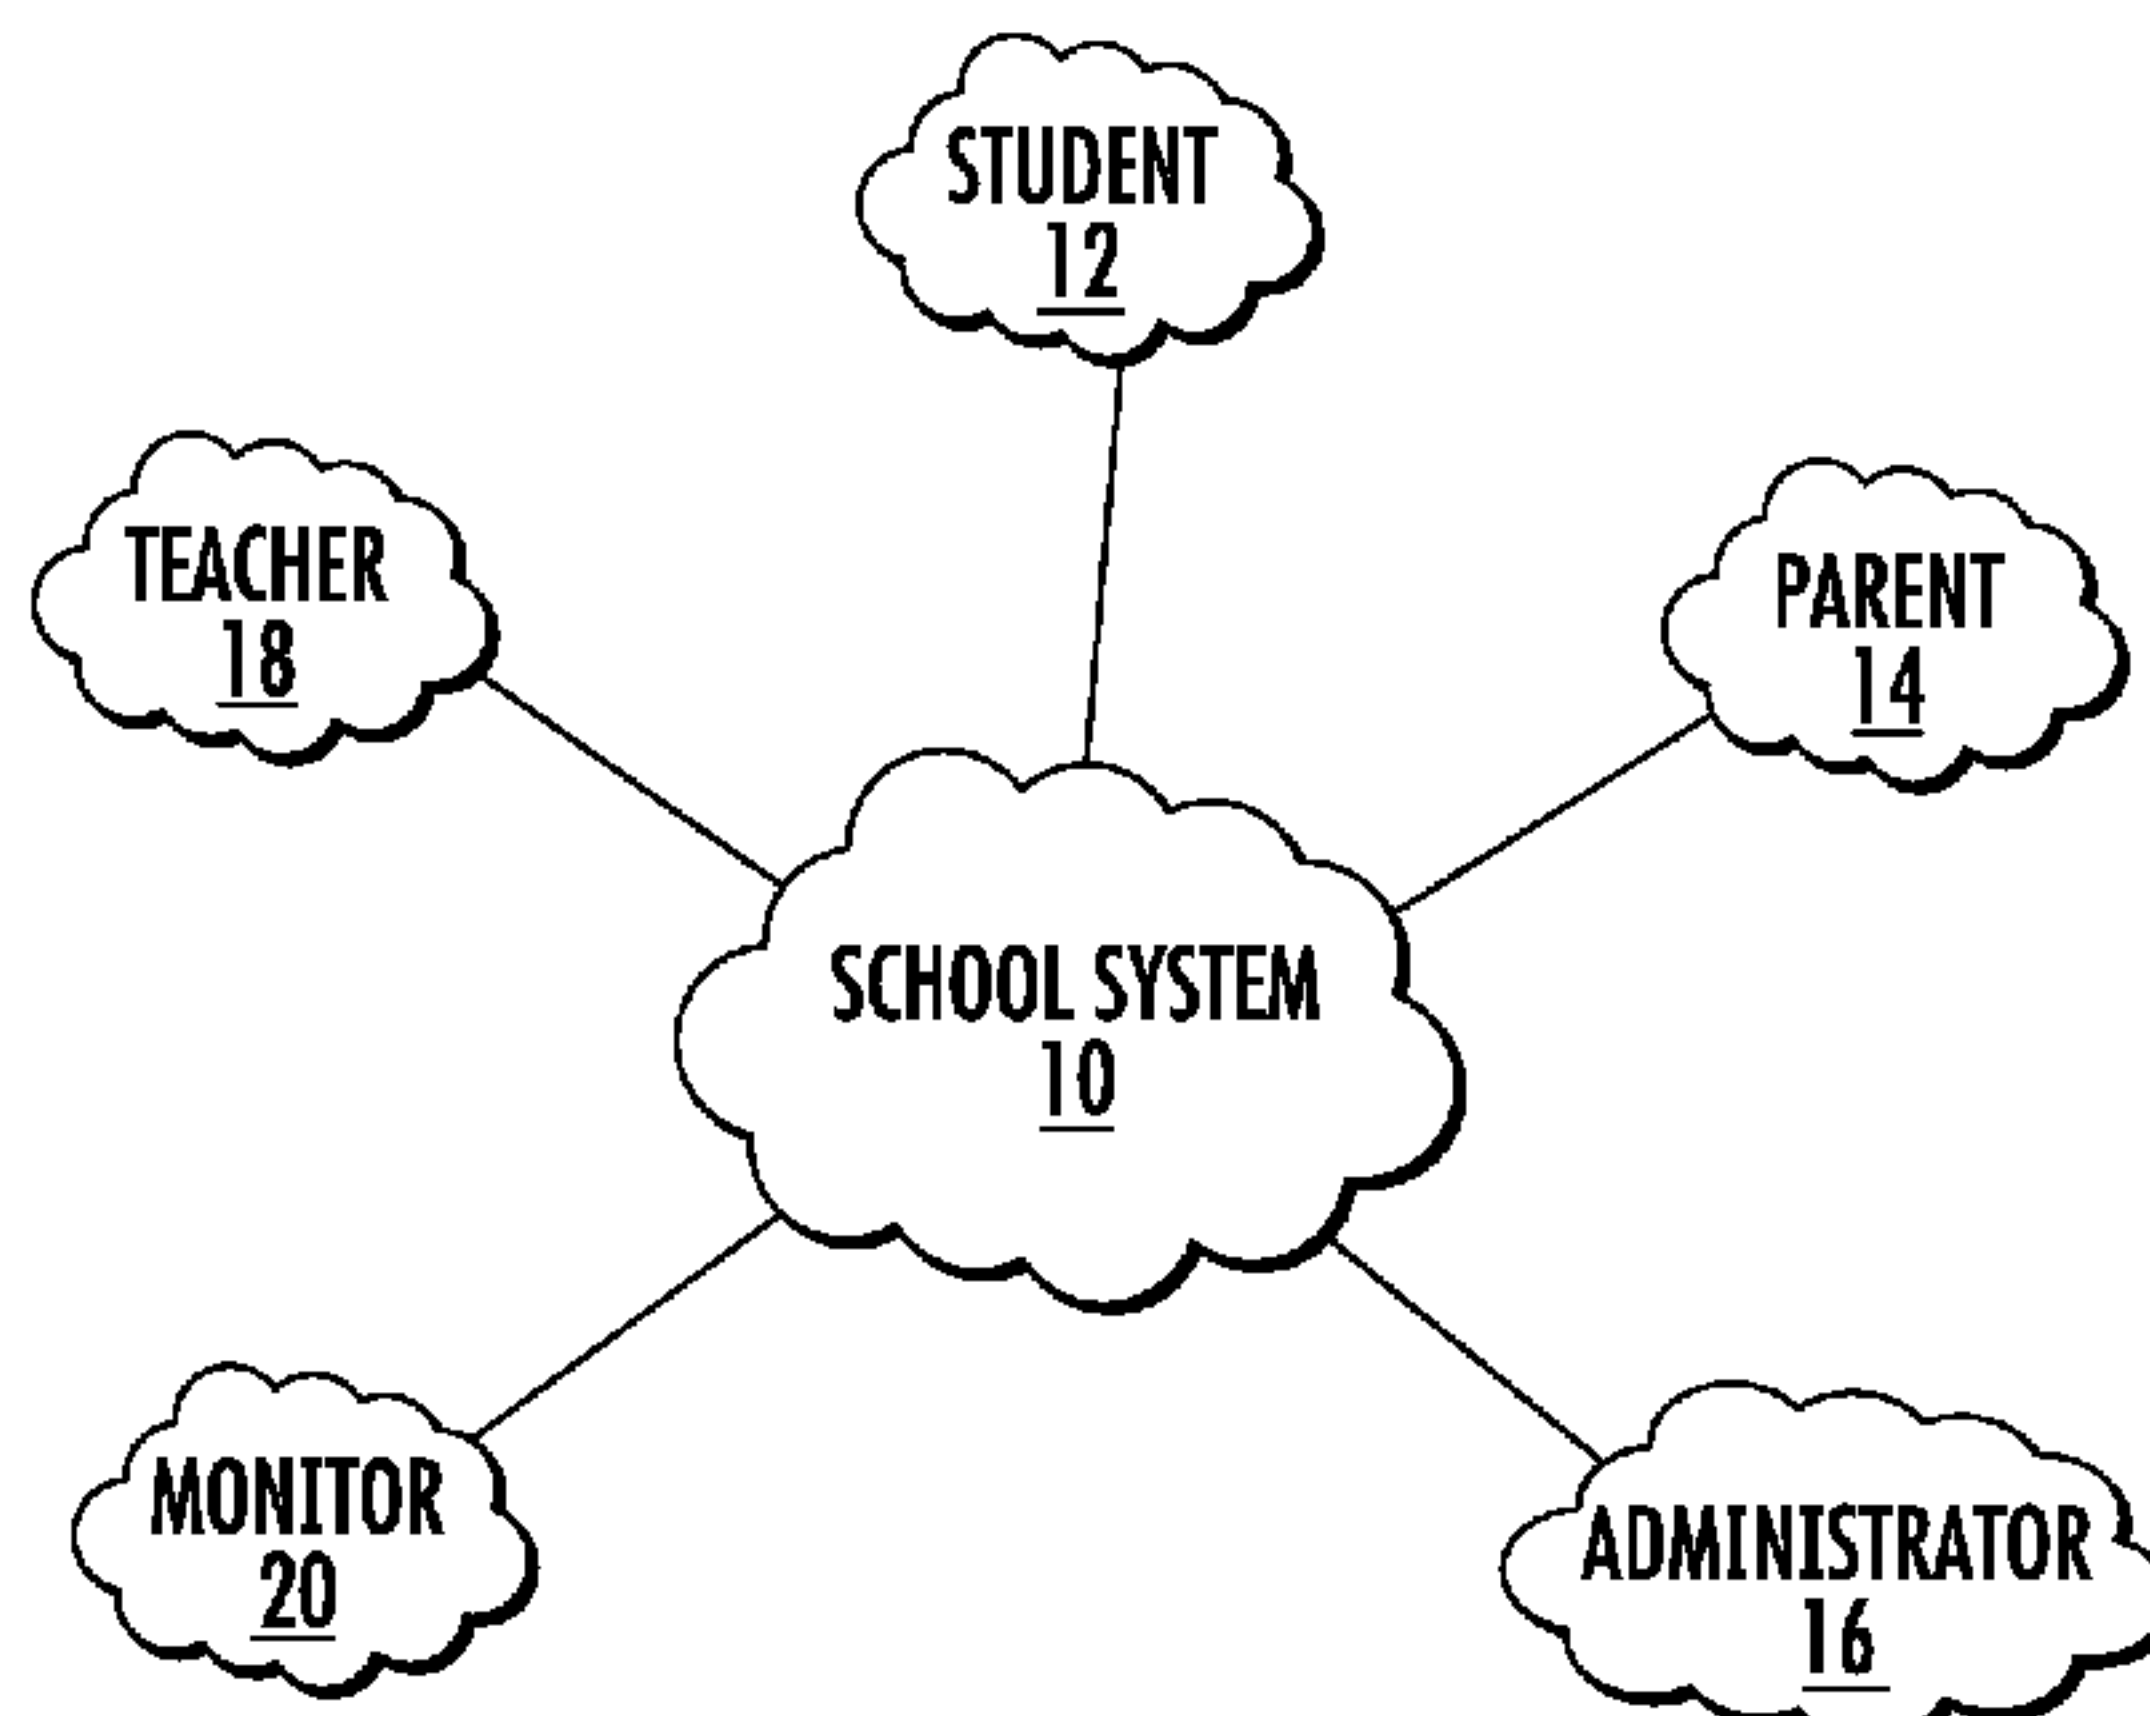 STUDENT
12
TEACHER
18
PARENT
14
SCHOOL SYSTEM
10
MONITOR
20
ADMINISTRATOR
16